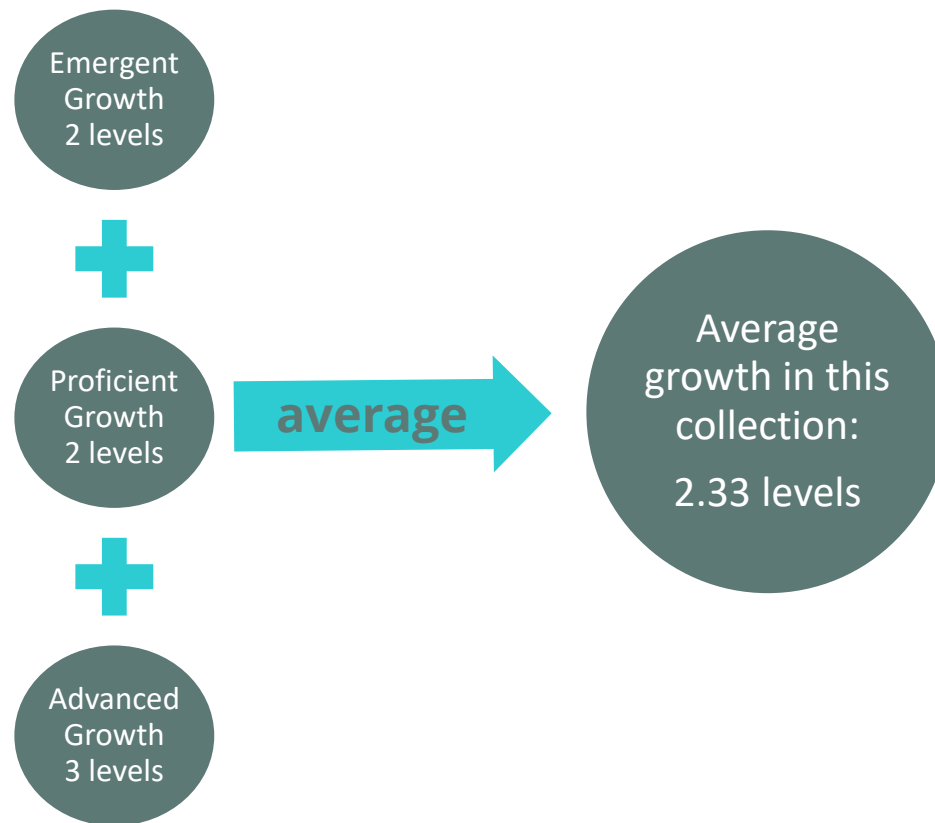 Emergent
Growth
2 levels
Proficient
Growth
2 levels
Advanced
Growth
3 levels
average
Average
growth in this
collection:
2.33 levels